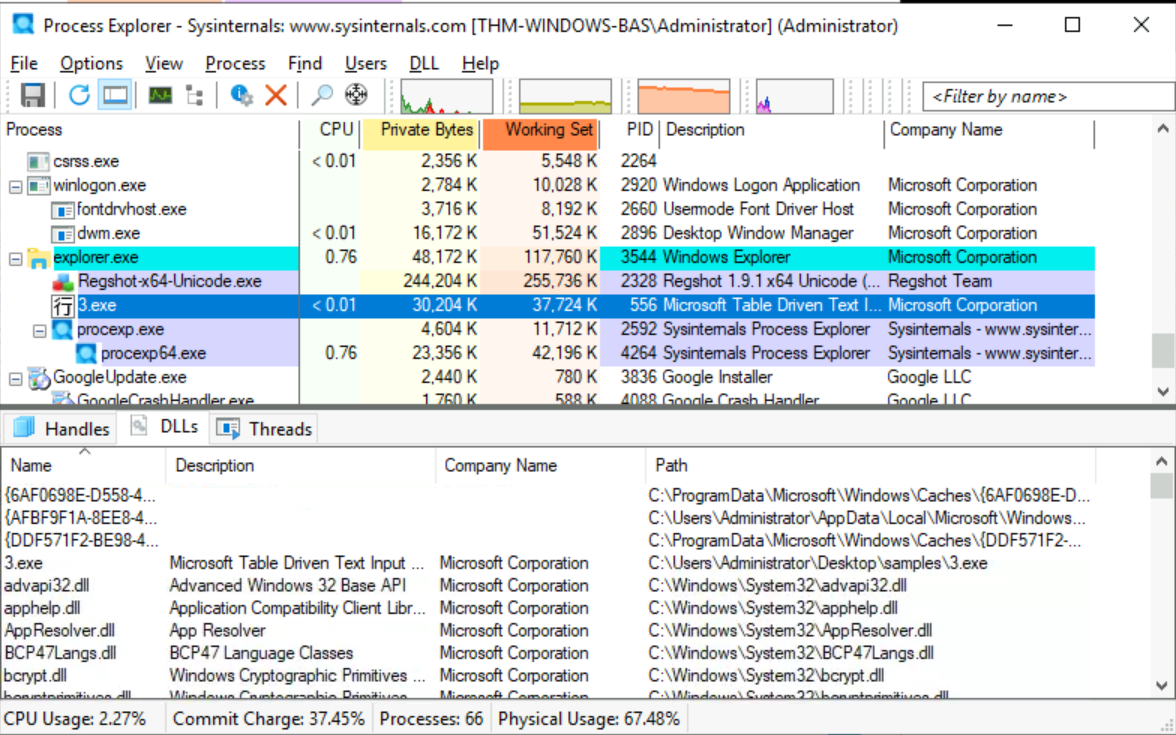 Process Explorer - Sysinternals: www.sysinternals.com [THM-WINDOWS-BAS\Administrator] (Administrator)
File Options View Process Find Users DLL Help
<Filter by name>
Process CPU Private Bytes Working Set PID Description Company Name
csrss.exe < 0.01 2,356 K 5,548 K 2264
winlogon.exe 2,784 K 10,028 K 2920 Windows Logon Application Microsoft Corporation
fontdrvhost.exe 3,716 K 8,192 K 2660 Usermode Font Driver Host Microsoft Corporation
dwm.exe < 0.01 16,172 K 51,524 K 2896 Desktop Window Manager Microsoft Corporation
explorer.exe 0.76 48,172 K 117,760 K 3544 Windows Explorer Microsoft Corporation
Regshot-x64-Unicode.exe 244,204 K 255,736 K 2328 Regshot 1.9.1 x64 Unicode (... Regshot Team
行 3.exe < 0.01 30,204 K 37,724 K 556 Microsoft Table Driven Text I... Microsoft Corporation
procexp.exe 4,604 K 11,712 K 2592 Sysinternals Process Explorer Sysinternals - www.sysinter...
procexp64.exe 0.76 23,356 K 42,196 K 4264 Sysinternals Process Explorer Sysinternals - www.sysinter...
GoogleUpdate.exe 2,440 K 780 K 3836 Google Installer Google LLC
GoogleCrashHandler.exe 1,760 K 588 K 4088 Google Crash Handler Google LLC
Handles DLLs Threads
Name Description Company Name Path
{6AF0698E-D558-4... C:\ProgramData\Microsoft\Windows\Caches\{6AF0698E-D...
{AFBF9F1A-8EE8-4... C:\Users\Administrator\AppData\Local\Microsoft\Windows...
{DDF571F2-BE98-4... C:\ProgramData\Microsoft\Windows\Caches\{DDF571F2-...
3.exe Microsoft Table Driven Text Input ... Microsoft Corporation C:\Users\Administrator\Desktop\samples\3.exe
advapi32.dll Advanced Windows 32 Base API Microsoft Corporation C:\Windows\System32\advapi32.dll
apphelp.dll Application Compatibility Client Libr... Microsoft Corporation C:\Windows\System32\apphelp.dll
AppResolver.dll App Resolver Microsoft Corporation C:\Windows\System32\AppResolver.dll
BCP47Langs.dll BCP47 Language Classes Microsoft Corporation C:\Windows\System32\BCP47Langs.dll
bcrypt.dll Windows Cryptographic Primitives ... Microsoft Corporation C:\Windows\System32\bcrypt.dll
bcryptprimitives.dll Windows Cryptographic Primitives ... Microsoft Corporation C:\Windows\System32\bcryptprimitives.dll
CPU Usage: 2.27% Commit Charge: 37.45% Processes: 66 Physical Usage: 67.48%